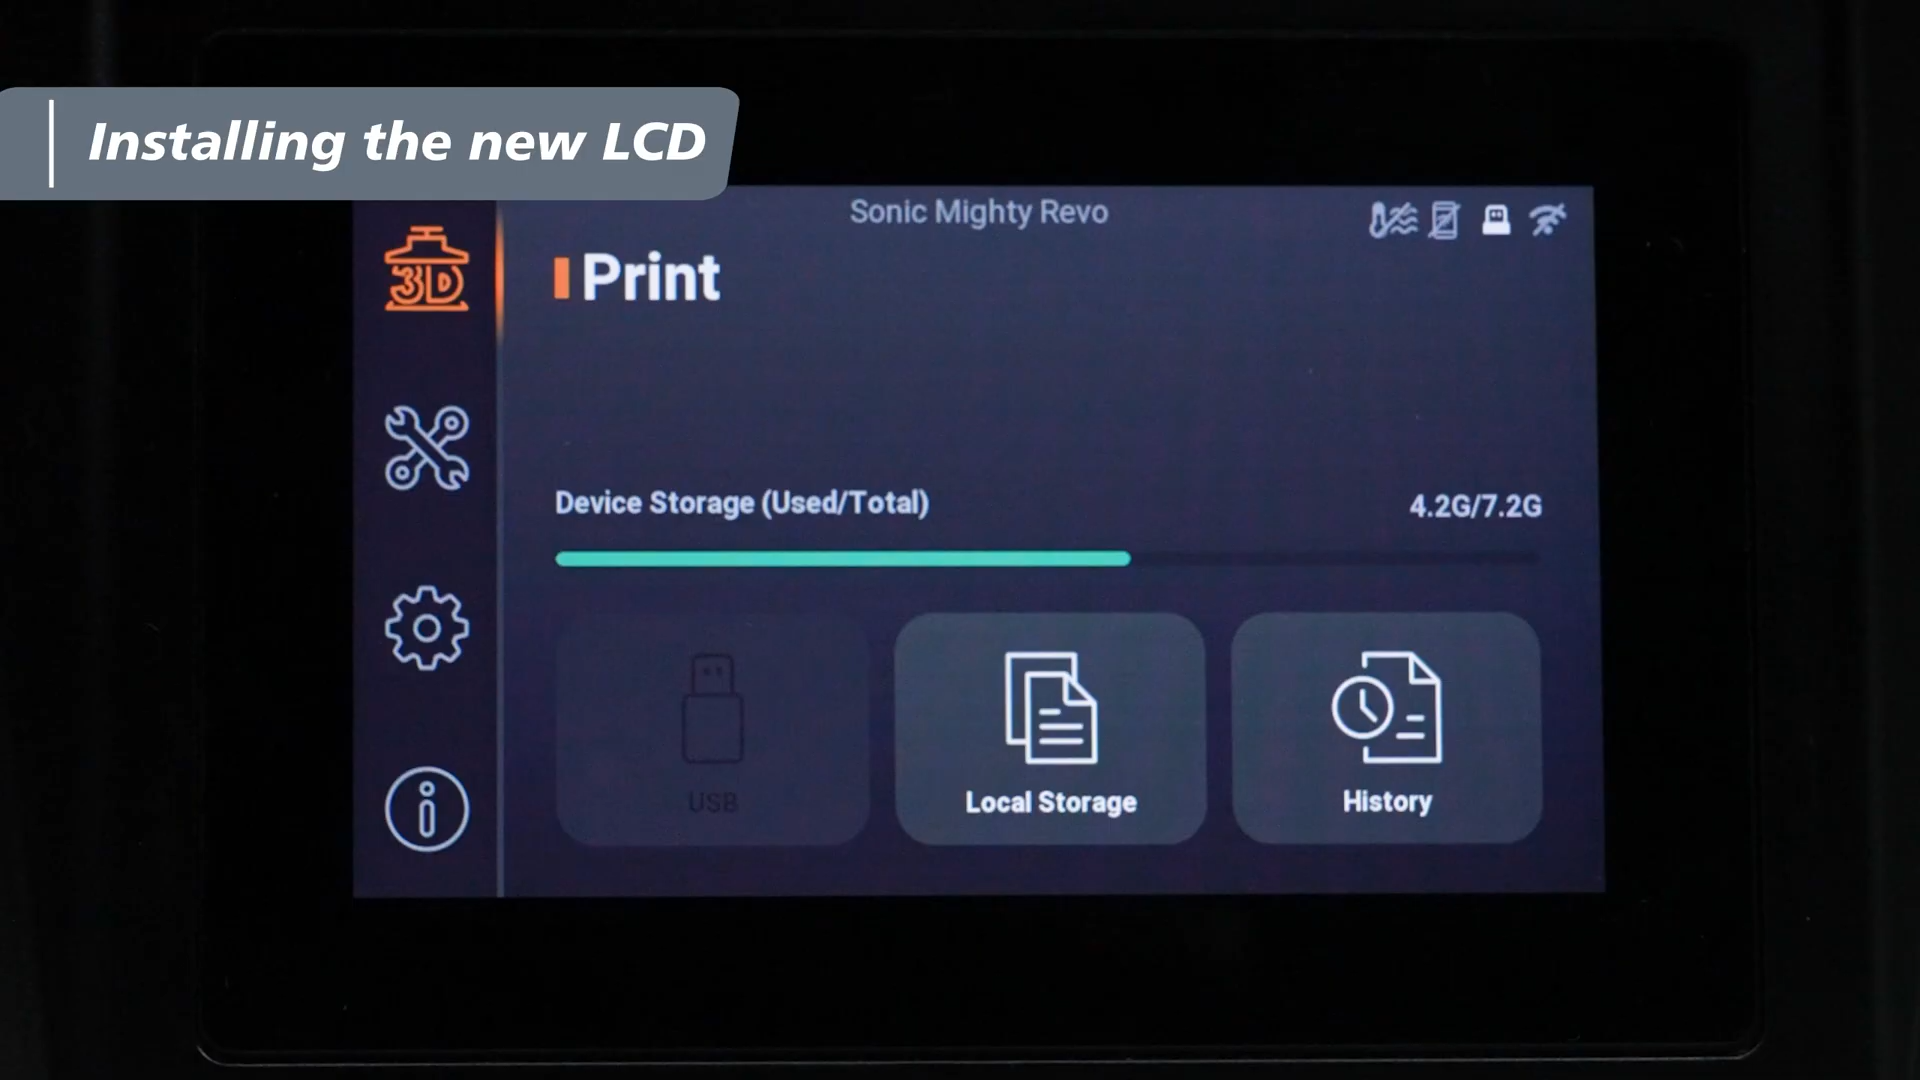 Installing the new LCD
Sonic Mighty Revo
3D
Print
Device Storage (Used/Total)
4.2G/7.2G
USB
Local Storage
History